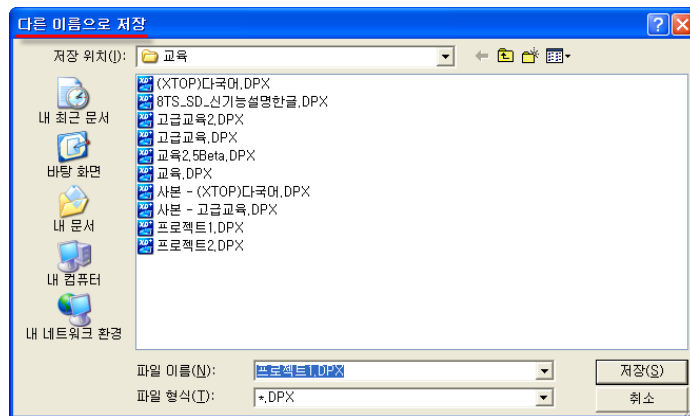 다른 이름으로 저장
저장 위치(I): 교육
(XTOP)다국어.DPX
8TS_SD_신기능설명한글.DPX
고급교육2.DPX
고급교육.DPX
교육2.5Beta.DPX
교육.DPX
사본 - (XTOP)다국어.DPX
사본 - 고급교육.DPX
프로젝트1.DPX
프로젝트2.DPX
내 최근 문서
바탕 화면
내 문서
내 컴퓨터
내 네트워크 환경
파일 이름(N): 프로젝트1.DPX 저장(S)
파일 형식(T): *.DPX 취소